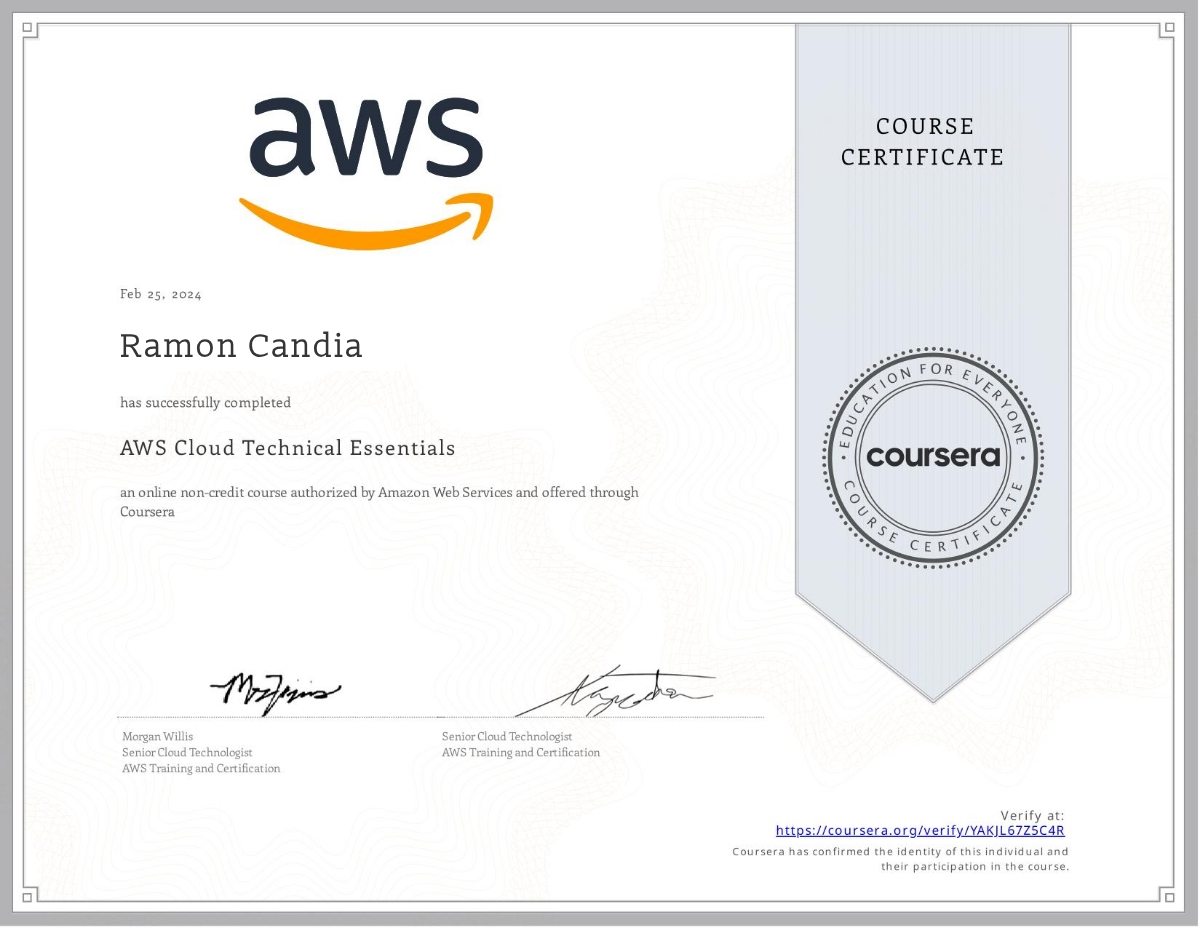 aws
COURSE
CERTIFICATE
Feb 25, 2024
Ramon Candia
has successfully completed
AWS Cloud Technical Essentials
an online non-credit course authorized by Amazon Web Services and offered through
Coursera
EDUCATION FOR EVERYONE
coursera
COURSE CERTIFICATE
Morgan Willis
Senior Cloud Technologist
AWS Training and Certification
Senior Cloud Technologist
AWS Training and Certification
Verify at:
https://coursera.org/verify/YAKJL67Z5C4R
Coursera has confirmed the identity of this individual and
their participation in the course.